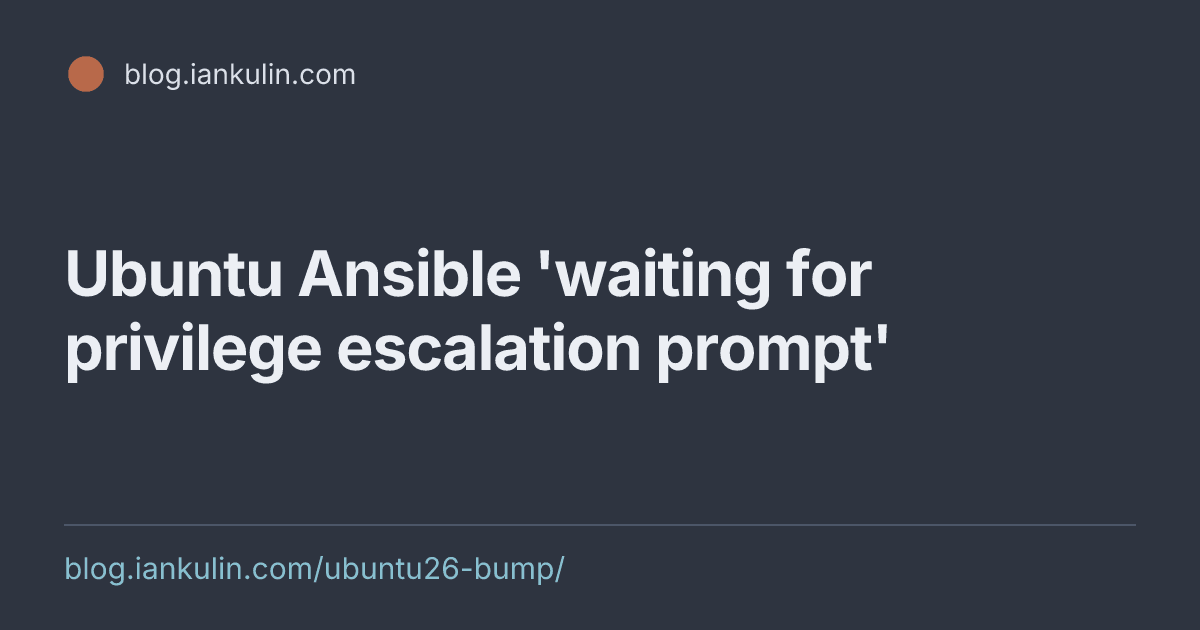 blog.iankulin.com
Ubuntu Ansible 'waiting for
privilege escalation prompt'
blog.iankulin.com/ubuntu26-bump/